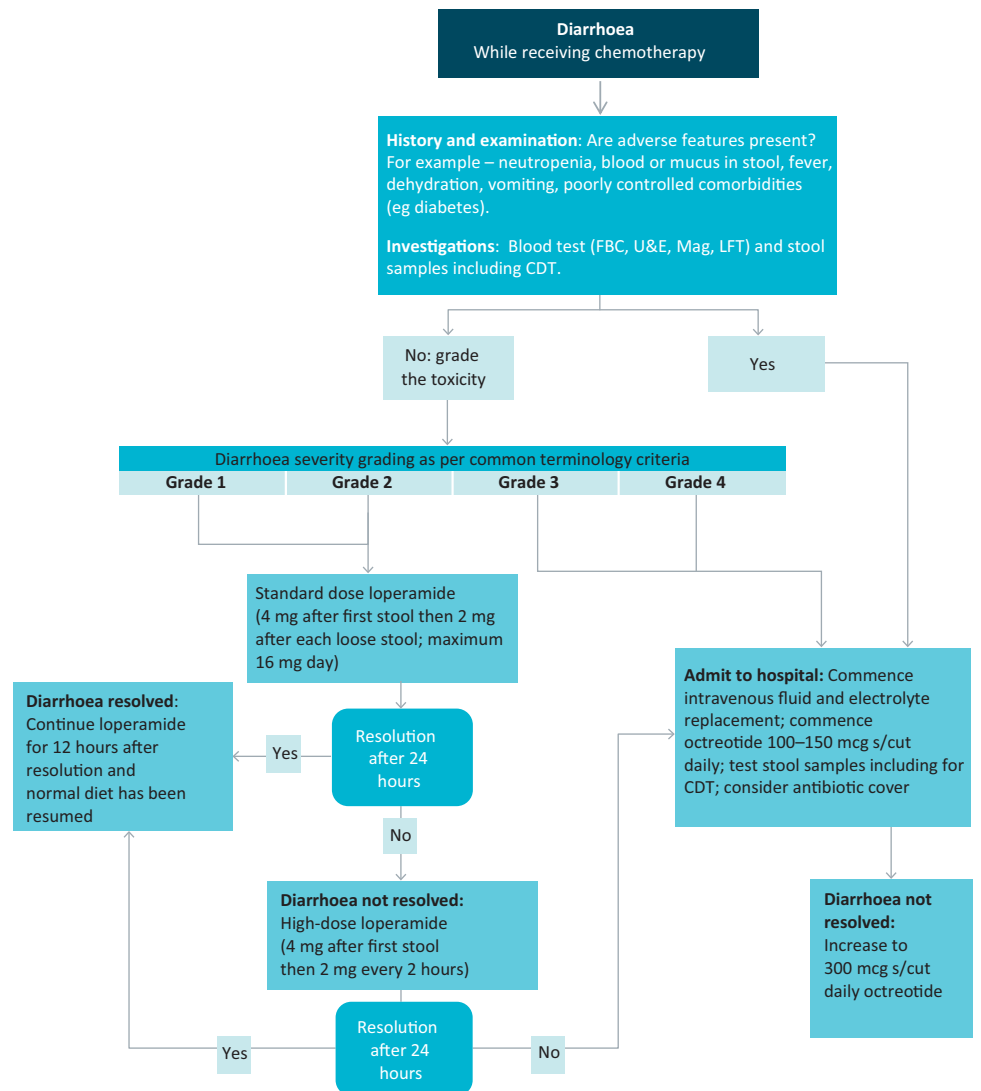 Diarrhoea
While receiving chemotherapy
History and examination: Are adverse features present?
For example – neutropenia, blood or mucus in stool, fever,
dehydration, vomiting, poorly controlled comorbidities
(eg diabetes).
Investigations: Blood test (FBC, U&E, Mag, LFT) and stool
samples including CDT.
No: grade
the toxicity
Yes
Diarrhoea severity grading as per common terminology criteria
Grade 1
Grade 2
Grade 3
Grade 4
Standard dose loperamide
(4 mg after first stool then 2 mg
after each loose stool; maximum
16 mg day)
Diarrhoea resolved:
Continue loperamide
for 12 hours after
resolution and
normal diet has been
resumed
Yes
Resolution
after 24
hours
No
Admit to hospital: Commence
intravenous fluid and electrolyte
replacement; commence
octreotide 100–150 mcg s/cut
daily; test stool samples including for
CDT; consider antibiotic cover
Diarrhoea not resolved:
High-dose loperamide
(4 mg after first stool
then 2 mg every 2 hours)
Diarrhoea not
resolved:
Increase to
300 mcg s/cut
daily octreotide
Yes
Resolution
after 24
hours
No